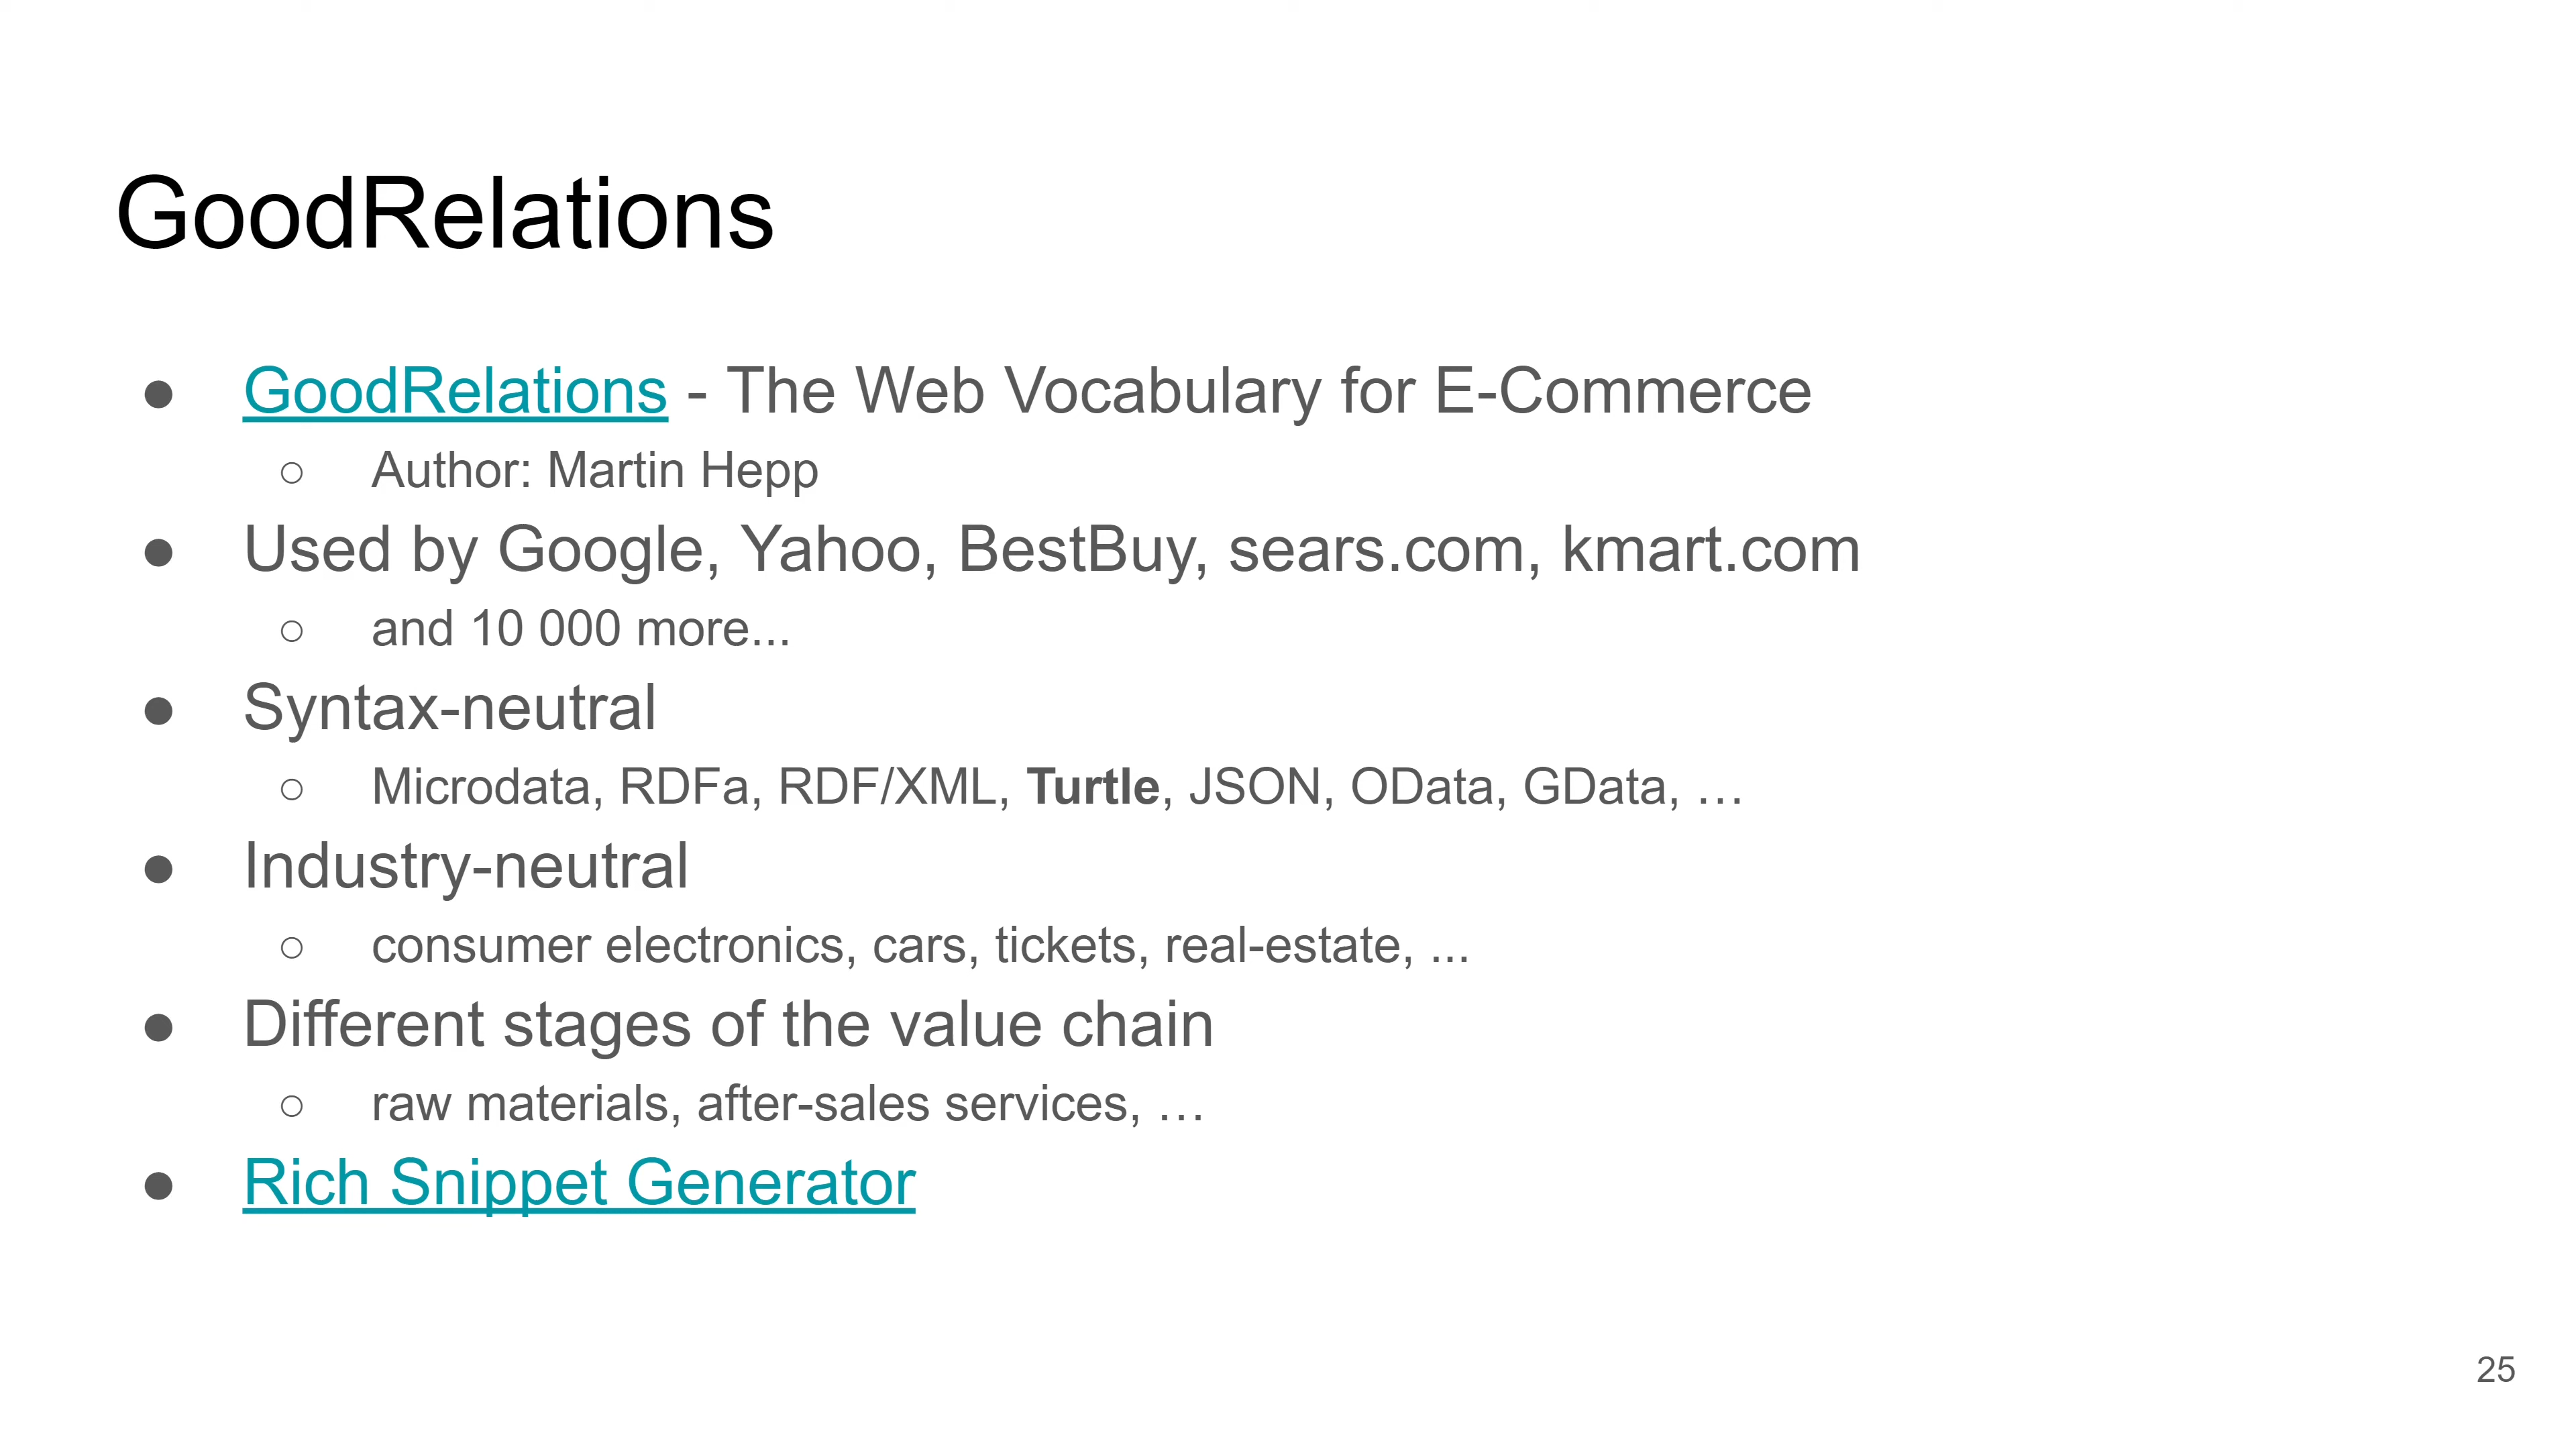 GoodRelations
● GoodRelations - The Web Vocabulary for E-Commerce
○ Author: Martin Hepp
● Used by Google, Yahoo, BestBuy, sears.com, kmart.com
○ and 10 000 more...
● Syntax-neutral
○ Microdata, RDFa, RDF/XML, Turtle, JSON, OData, GData, …
● Industry-neutral
○ consumer electronics, cars, tickets, real-estate, ...
● Different stages of the value chain
○ raw materials, after-sales services, …
● Rich Snippet Generator
25